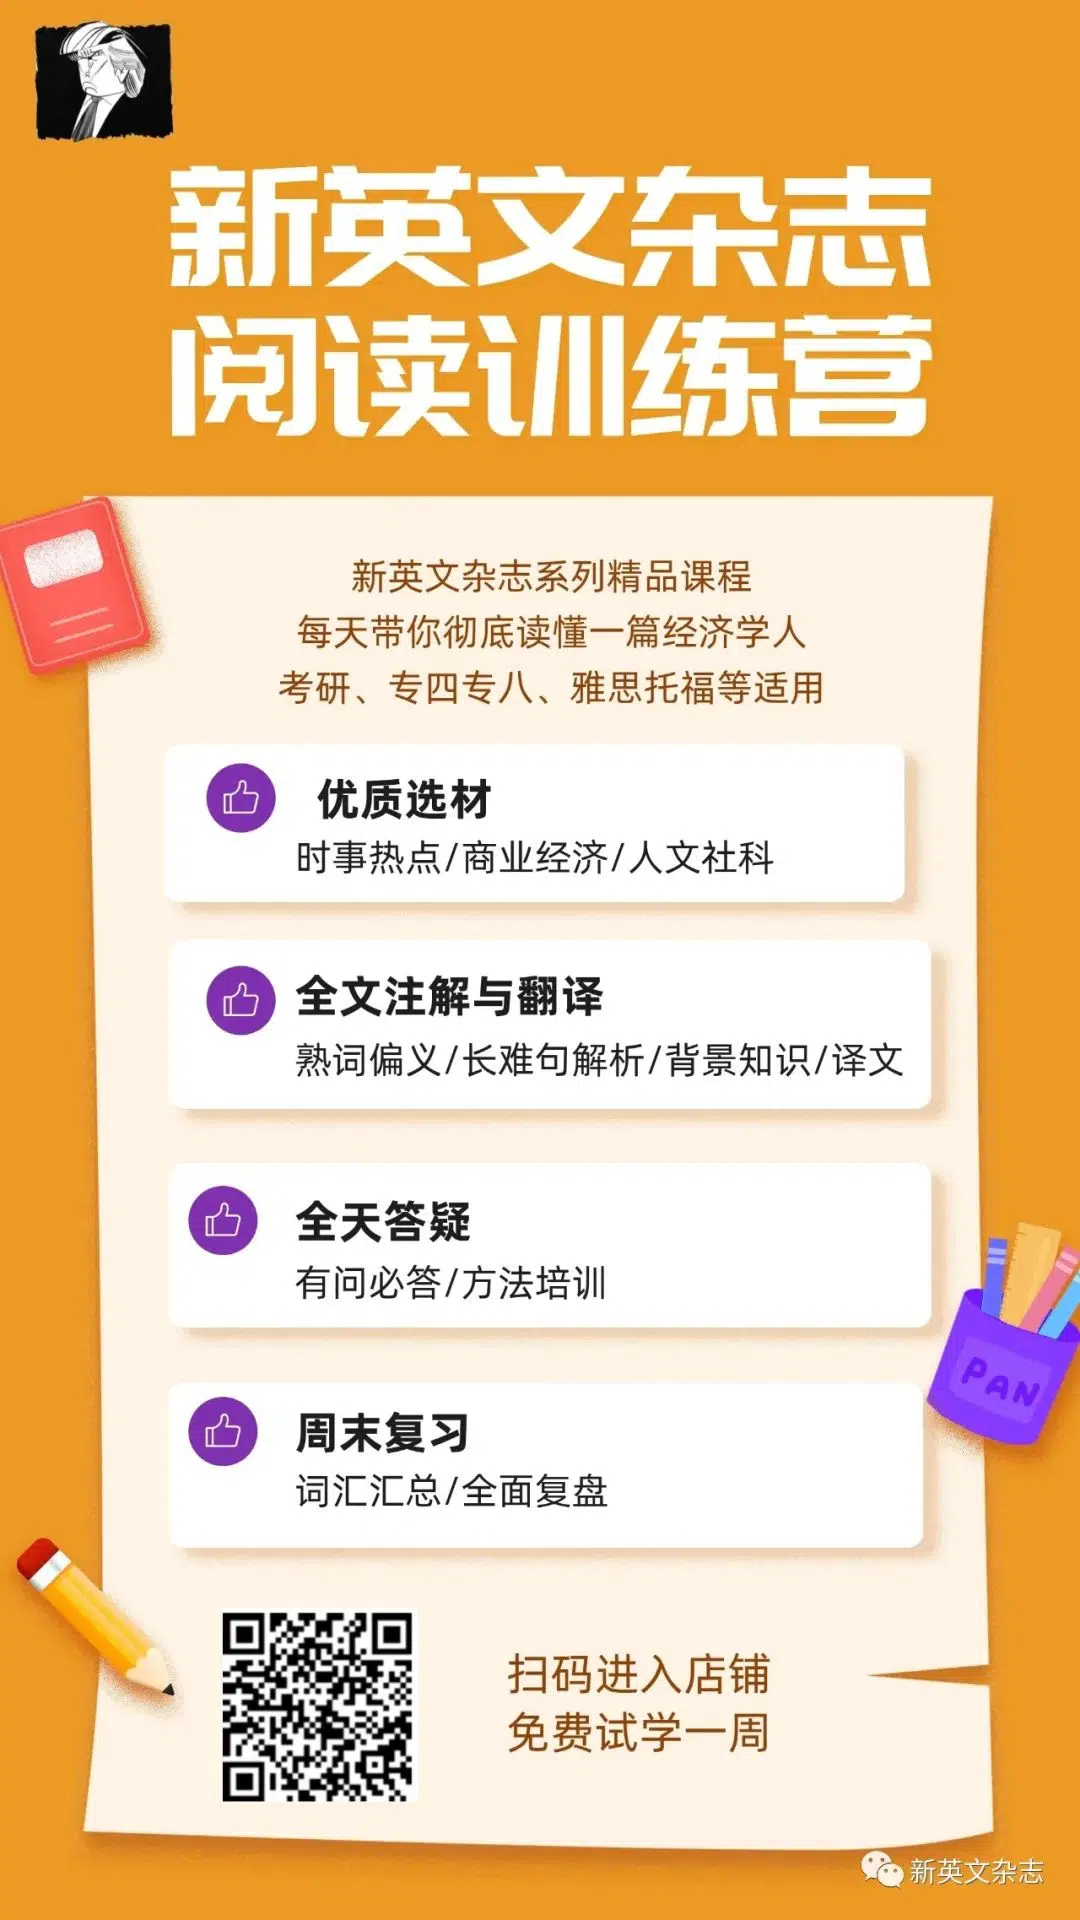 新英文杂志
阅读训练营
新英文杂志系列精品课程
每天带你彻底读懂一篇经济学人
考研、专四专八、雅思托福等适用
优质选材
时事热点/商业经济/人文社科
全文注解与翻译
熟词偏义/长难句解析/背景知识/译文
全天答疑
有问必答/方法培训
PAN
周末复习
词汇汇总/全面复盘
扫码进入店铺
免费试学一周
新英文杂志